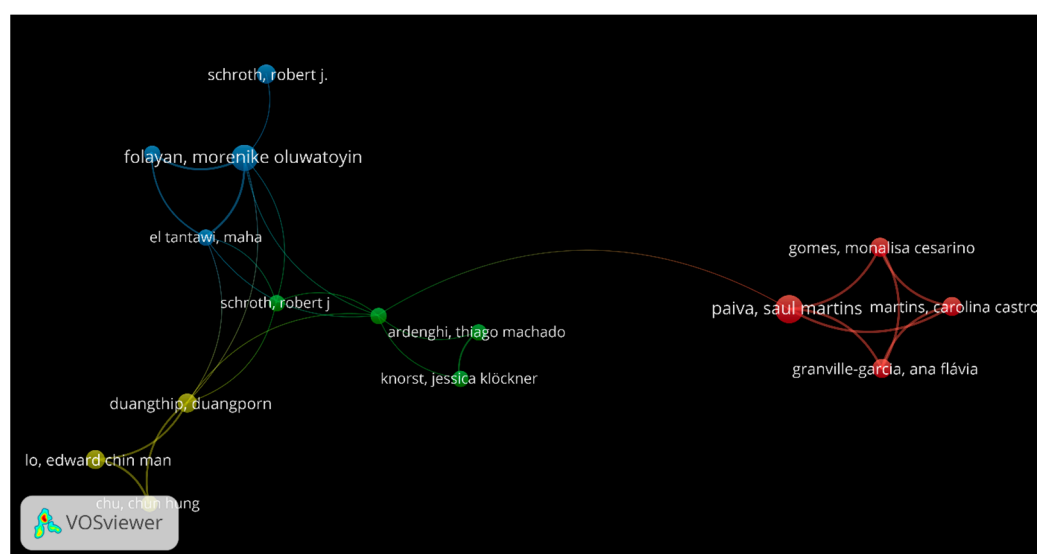 schroth, robert j.
folayan, morenike oluwatoyin
el tantawi, maha
schroth, robert j
ardenghi, thiago machado
knorst, jessica klöckner
duangthip, duangporn
lo, edward chin man
chu, chun hung
gomes, monalisa cesarino
paiva, saul martins
martins, carolina castro
granville-garcia, ana flávia
VOSviewer